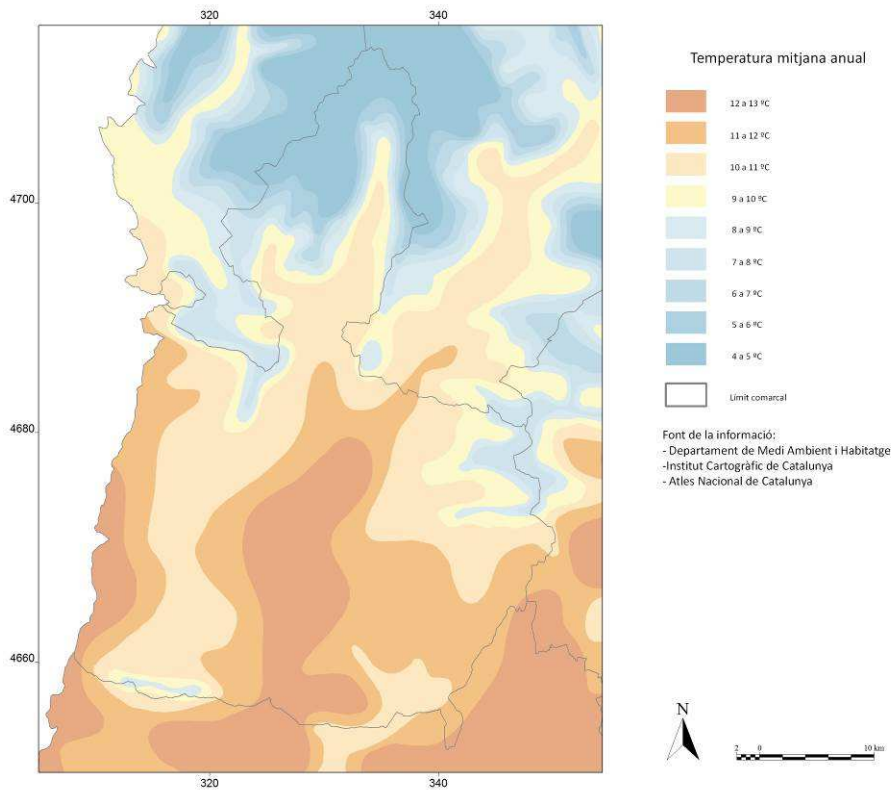 320 340
Temperatura mitjana anual
12 a 13 ºC
11 a 12 ºC
10 a 11 ºC
4700
9 a 10 ºC
8 a 9 ºC
7 a 8 ºC
6 a 7 ºC
5 a 6 ºC
4 a 5 ºC
Límit comarcal
4680
Font de la informació:
- Departament de Medi Ambient i Habitatge
-Institut Cartogràfic de Catalunya
- Atles Nacional de Catalunya
4660
N
2 0 10 km
320 340